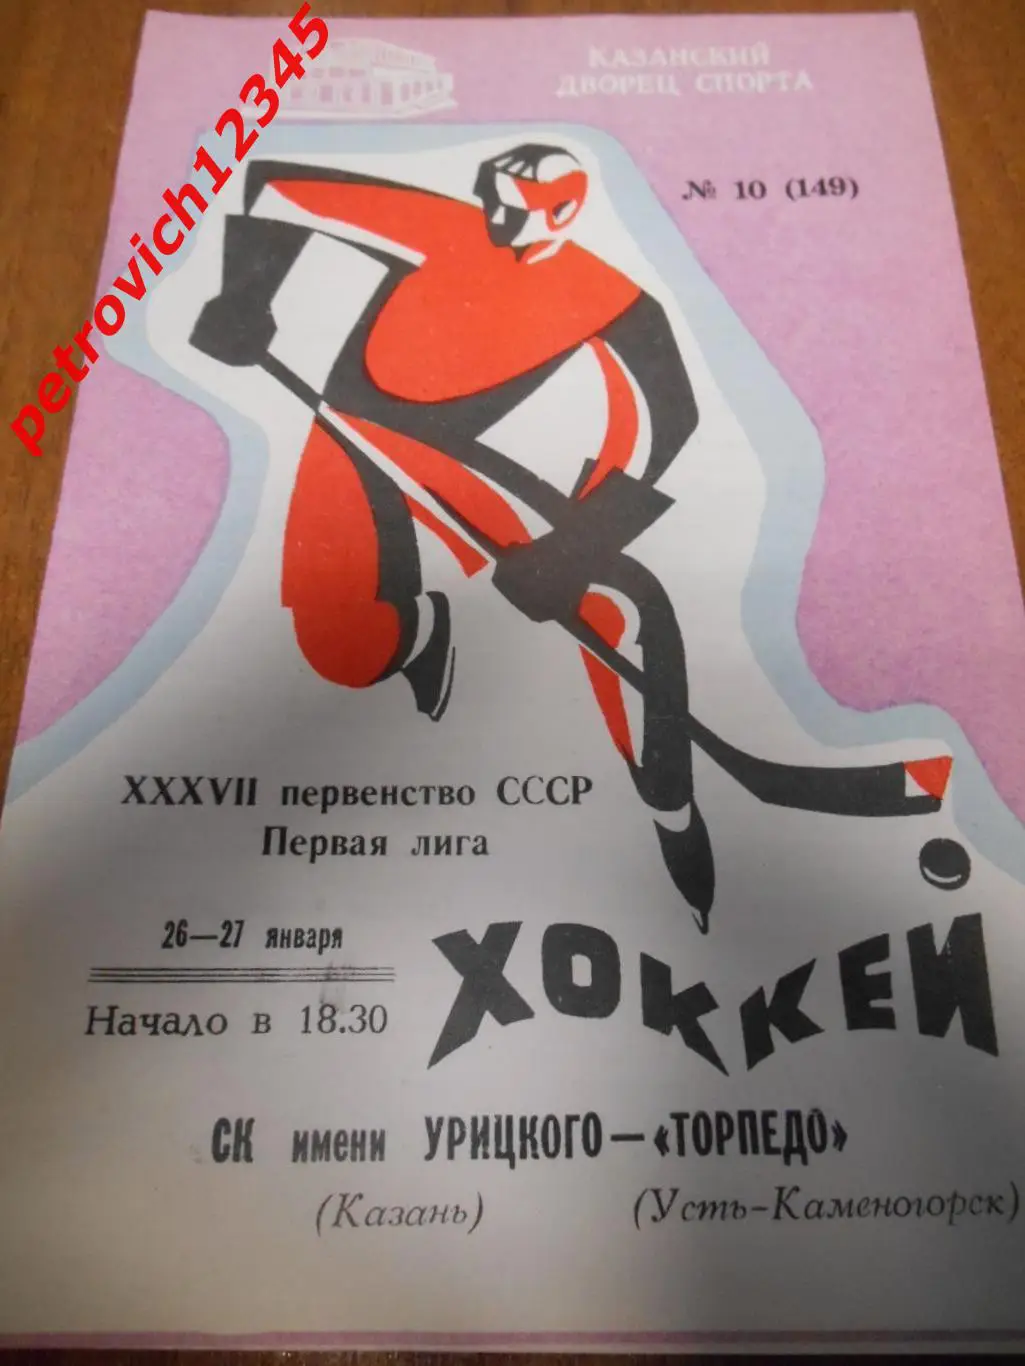 petrovich12345
КАЗАНСКИЙ
ДВОРЕЦ СПОРТА
№ 10 (149)
XXXVII первенство СССР
Первая лига
26—27 января
Начало в 18.30
ХОККЕЙ
СК имени УРИЦКОГО—«ТОРПЕДО»
(Казань) (Усть-Каменогорск)